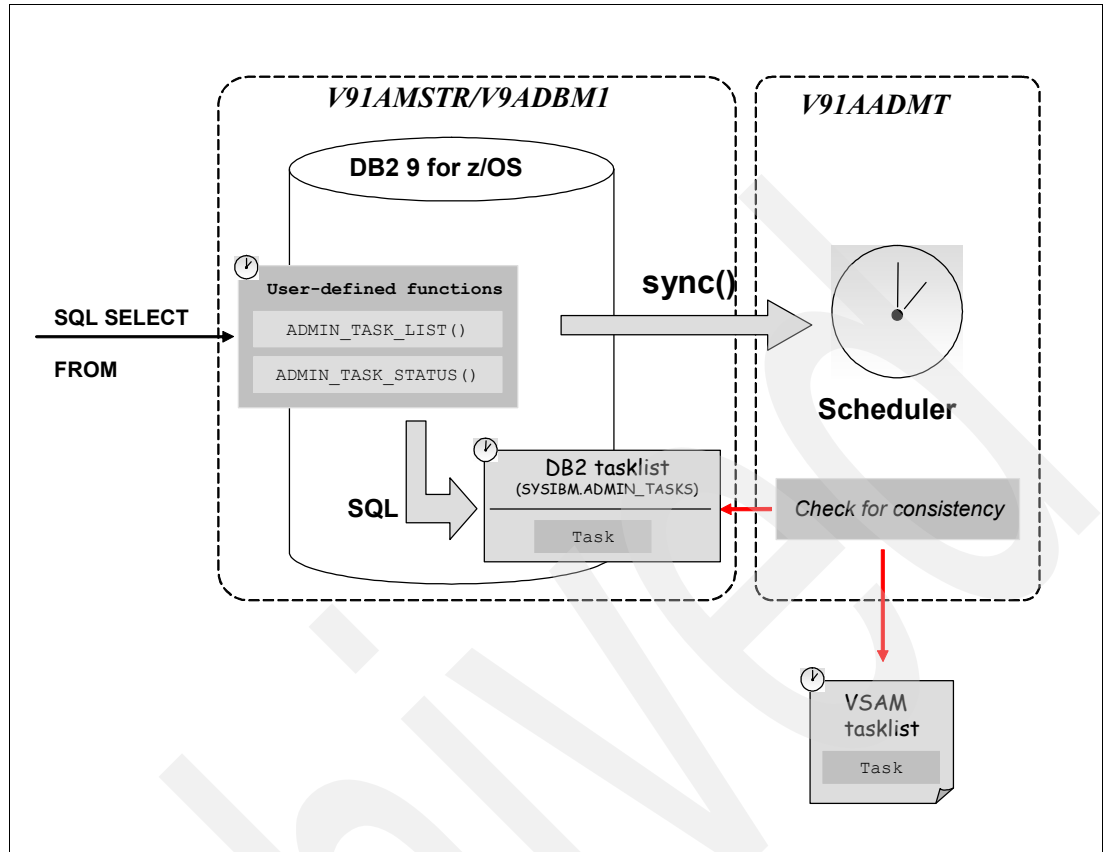 V91AMSTR/V9ADBM1
V91AADMT
DB2 9 for z/OS
User-defined functions
ADMIN_TASK_LIST()
ADMIN_TASK_STATUS()
SQL SELECT
FROM
sync()
Scheduler
SQL
DB2 tasklist
(SYSIBM.ADMIN_TASKS)
Task
Check for consistency
VSAM
tasklist
Task